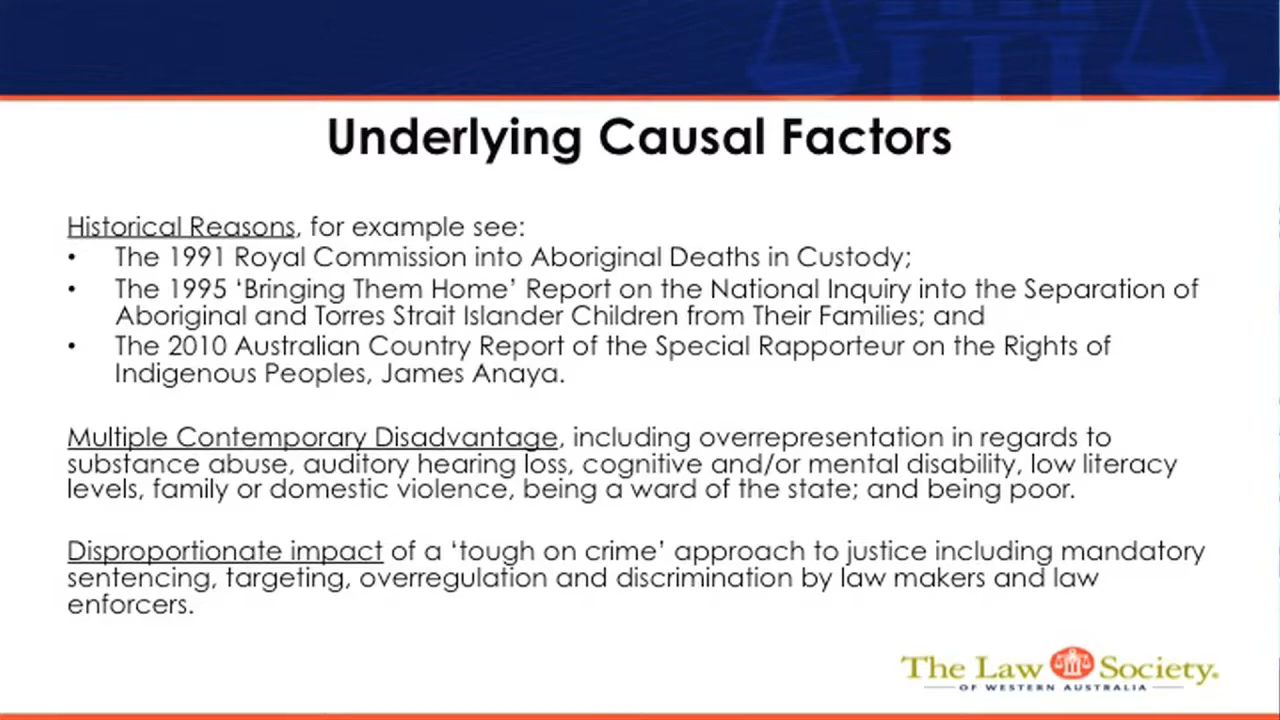 Underlying Causal Factors
Historical Reasons, for example see:
• The 1991 Royal Commission into Aboriginal Deaths in Custody;
• The 1995 ‘Bringing Them Home’ Report on the National Inquiry into the Separation of
Aboriginal and Torres Strait Islander Children from Their Families; and
• The 2010 Australian Country Report of the Special Rapporteur on the Rights of
Indigenous Peoples, James Anaya.
Multiple Contemporary Disadvantage, including overrepresentation in regards to
substance abuse, auditory hearing loss, cognitive and/or mental disability, low literacy
levels, family or domestic violence, being a ward of the state; and being poor.
Disproportionate impact of a ‘tough on crime’ approach to justice including mandatory
sentencing, targeting, overregulation and discrimination by law makers and law
enforcers.
The Law Society
OF WESTERN AUSTRALIA